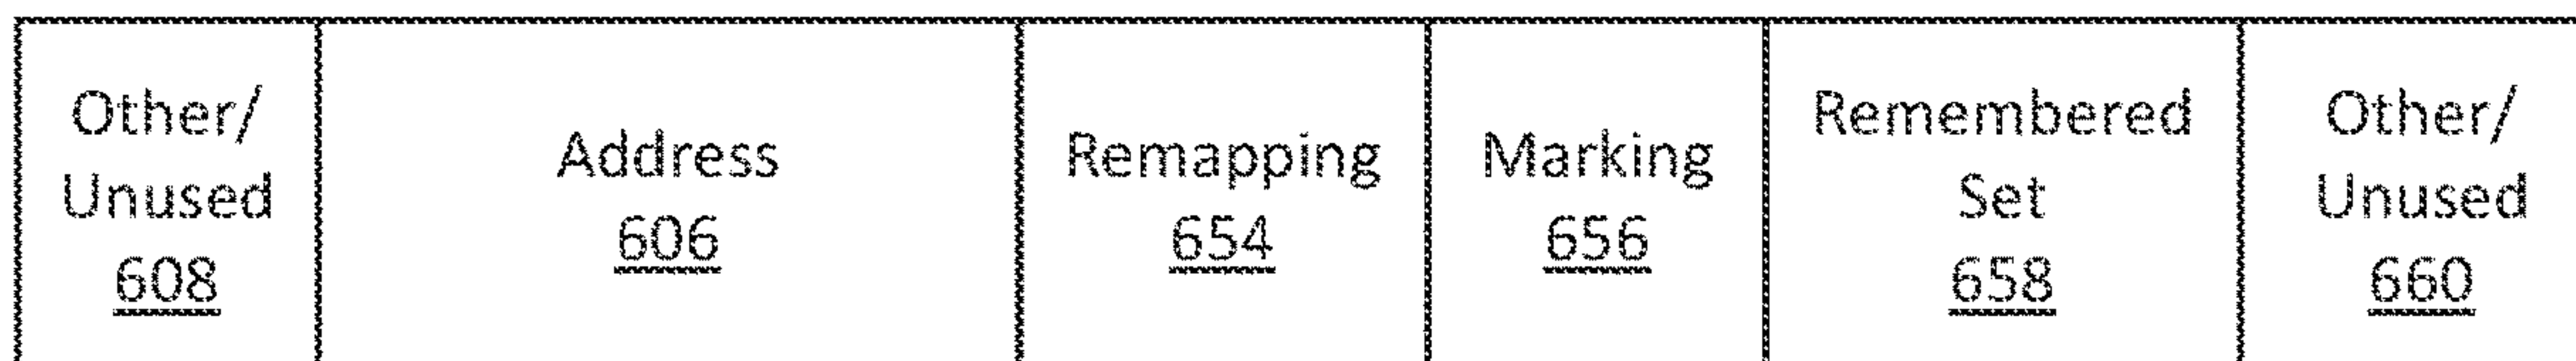 Other/
Unused
608
Address
606
Remapping
654
Marking
656
Remembered
Set
658
Other/
Unused
660